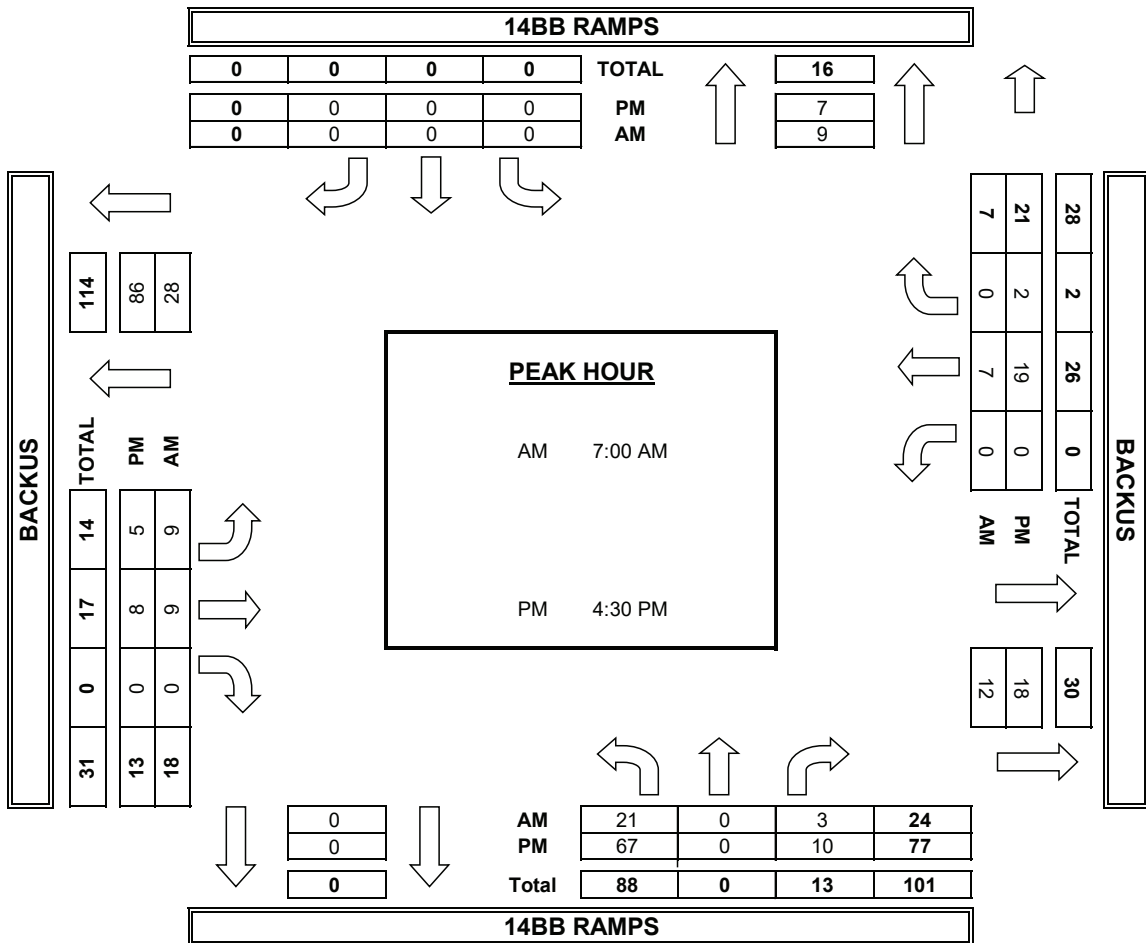 14BB RAMPS
0 0 0 0 TOTAL 16
0 0 0 0 PM 7
0 0 0 0 AM 9
BACKUS
114 86 28
TOTAL PM AM
14 5 9
17 8 9
0 0 0
31 13 18
PEAK HOUR
AM 7:00 AM
PM 4:30 PM
7 21 28
0 2 2
7 19 26
0 0 0
AM PM TOTAL
12 18 30
BACKUS
0 AM 21 0 3 24
0 PM 67 0 10 77
0 Total 88 0 13 101
14BB RAMPS